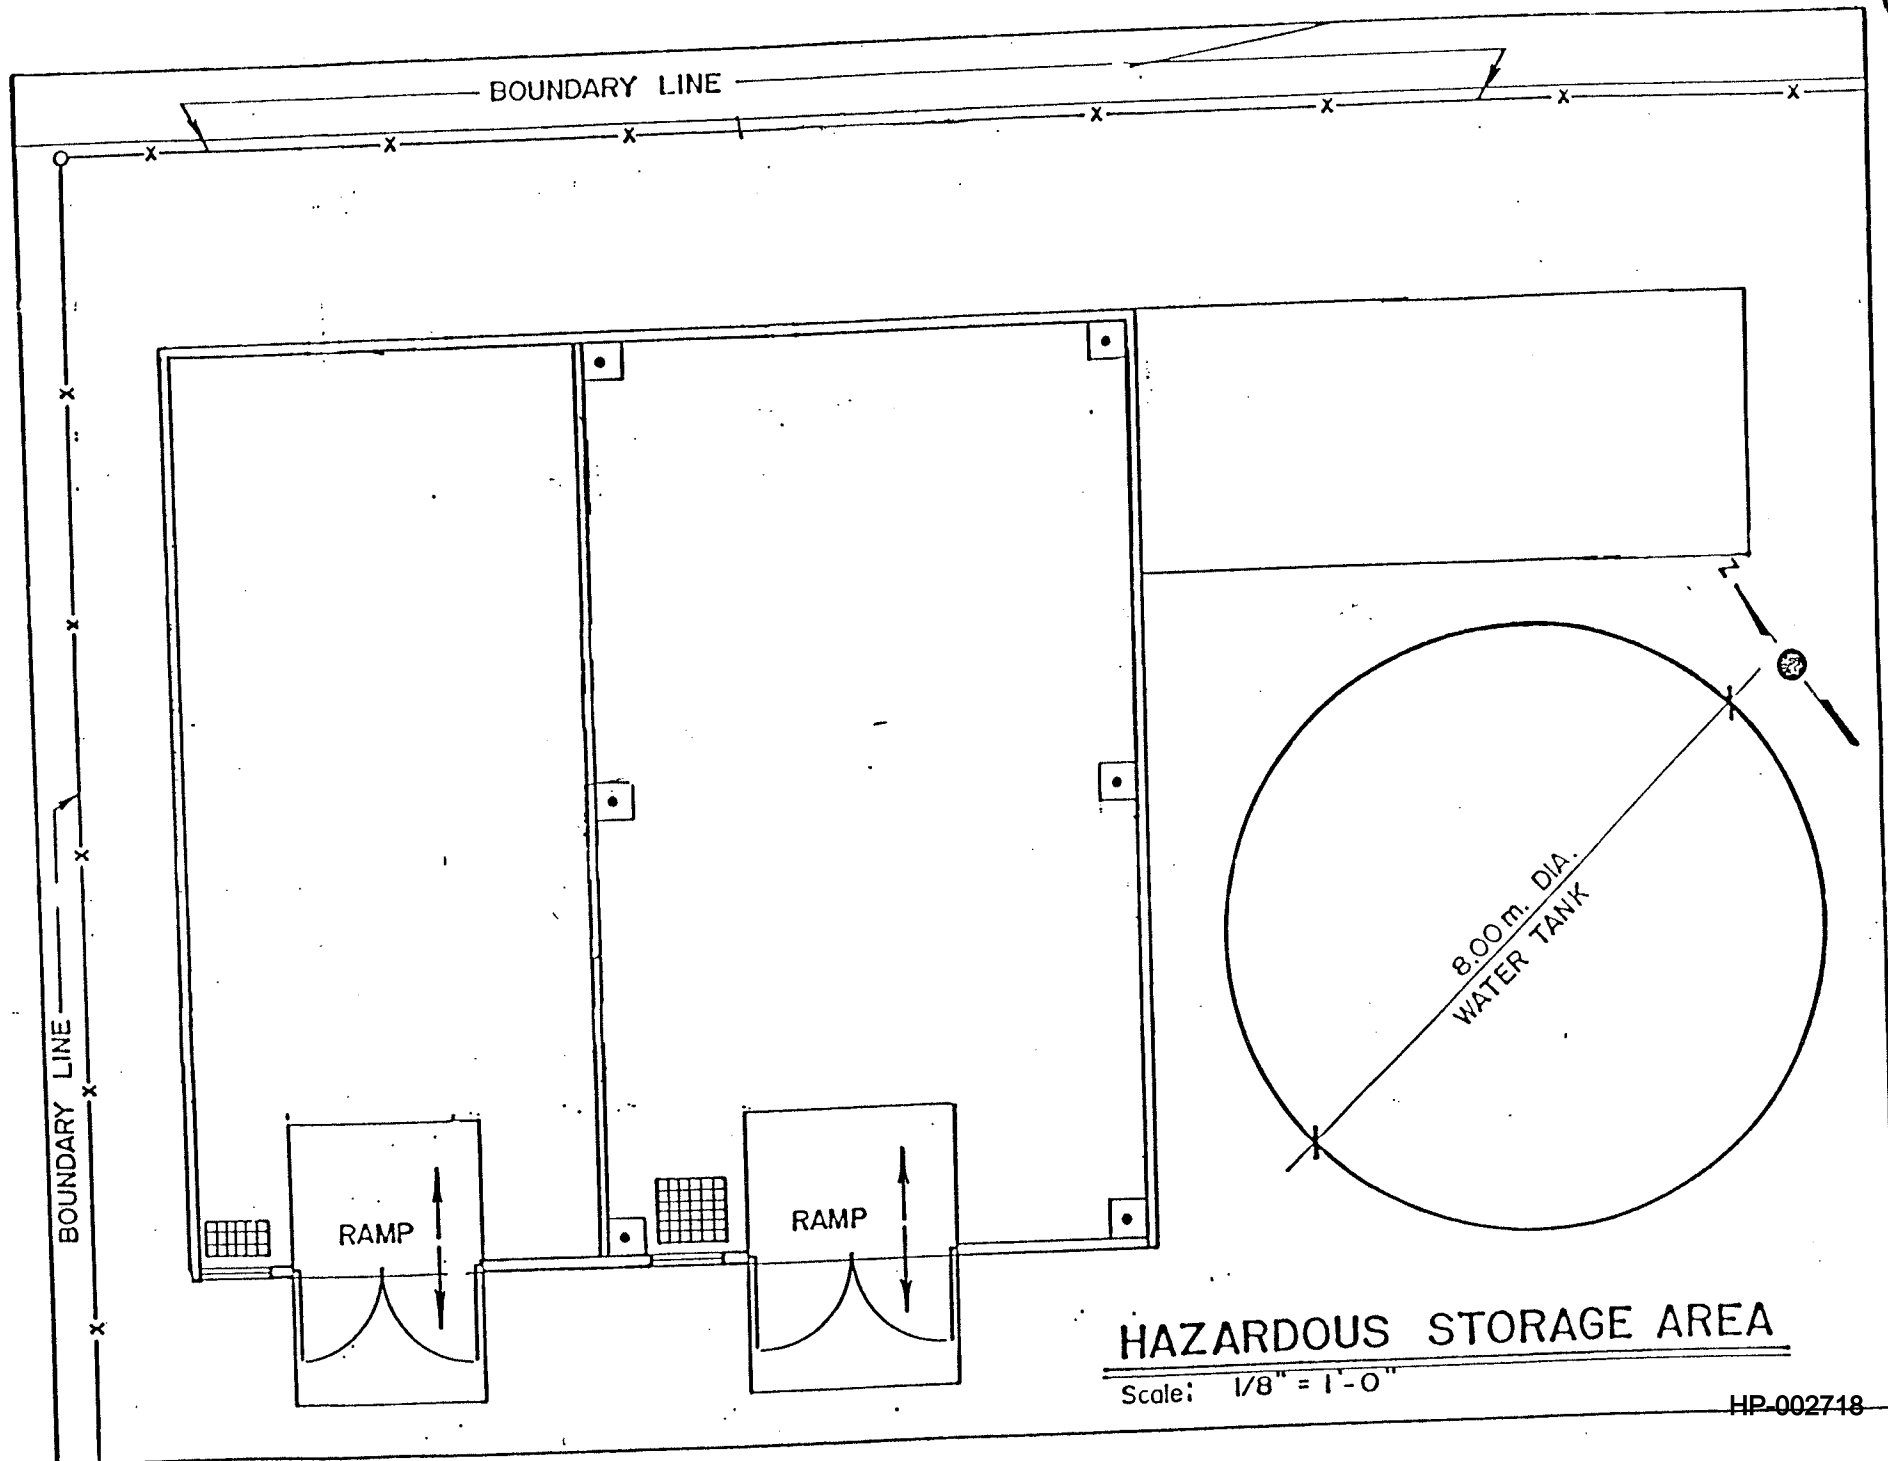 BOUNDARY LINE
N
8.00 m. DIA.
WATER TANK
BOUNDARY LINE
RAMP
RAMP
HAZARDOUS STORAGE AREA
Scale: 1/8" = 1'-0"
HP-002718